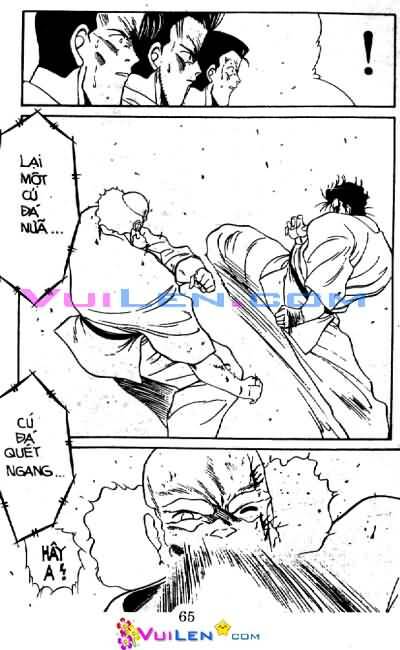 !
LẠI
MỘT
CÚ
ĐÁ
NỮA...
VUILEN.COM
CÚ
ĐÁ
QUÉT
NGANG...
HÂY
A!
65
VUILEN.COM